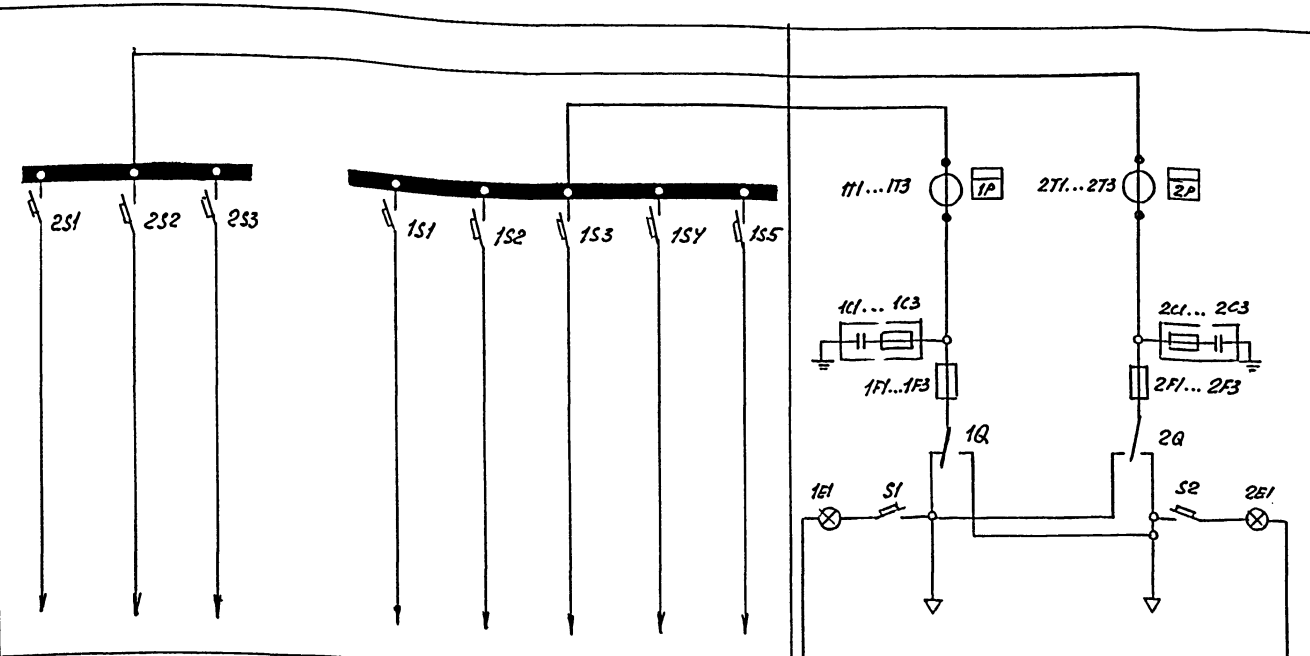 1T1...1T3
1P
2T1...2T3
2P
2S1
2S2
2S3
1S1
1S2
1S3
1S4
1S5
1C1... 1C3
2C1... 2C3
1F1...1F3
2F1... 2F3
1Q
2Q
1E1
S1
S2
2E1